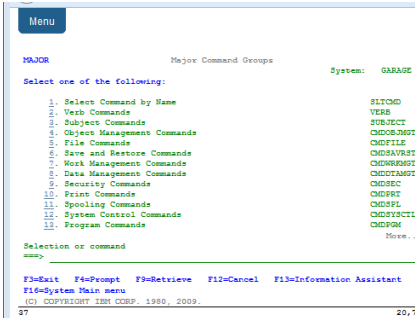 Menu
MAJOR Major Command Groups
System: GARAGE
Select one of the following:
1. Select Command by Name SLTCMD
2. Verb Commands VERB
3. Subject Commands SUBJECT
4. Object Management Commands CMDOBJMGT
5. File Commands CMDFILE
6. Save and Restore Commands CMDSAVRST
7. Work Management Commands CMDWRKMGT
8. Data Management Commands CMDDTAMGT
9. Security Commands CMDSEC
10. Print Commands CMDPRT
11. Spooling Commands CMDSPL
12. System Control Commands CMDSYSCTL
13. Program Commands CMDPGM
More..
Selection or command
===>
F3=Exit F4=Prompt F9=Retrieve F12=Cancel F13=Information Assistant
F16=System Main menu
(C) COPYRIGHT IBM CORP. 1980, 2009.
37 20,7